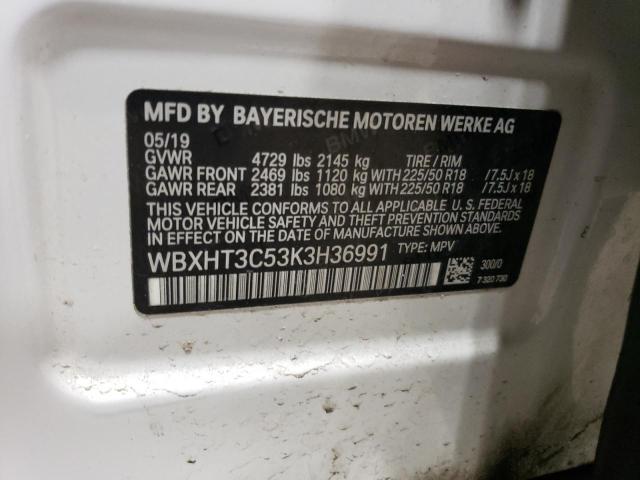 MFD BY BAYERISCHE MOTOREN WERKE AG
05/19
GVWR 4729 lbs 2145 kg TIRE / RIM
GAWR FRONT 2469 lbs 1120 kg WITH 225/50 R18 /7.5J x 18
GAWR REAR 2381 lbs 1080 kg WITH 225/50 R18 /7.5J x 18
THIS VEHICLE CONFORMS TO ALL APPLICABLE U. S. FEDERAL
MOTOR VEHICLE SAFETY AND THEFT PREVENTION STANDARDS
IN EFFECT ON THE DATE OF MANUFACTURE SHOWN ABOVE.
WBXHT3C53K3H36991 TYPE: MPV
300/0
7 320 730